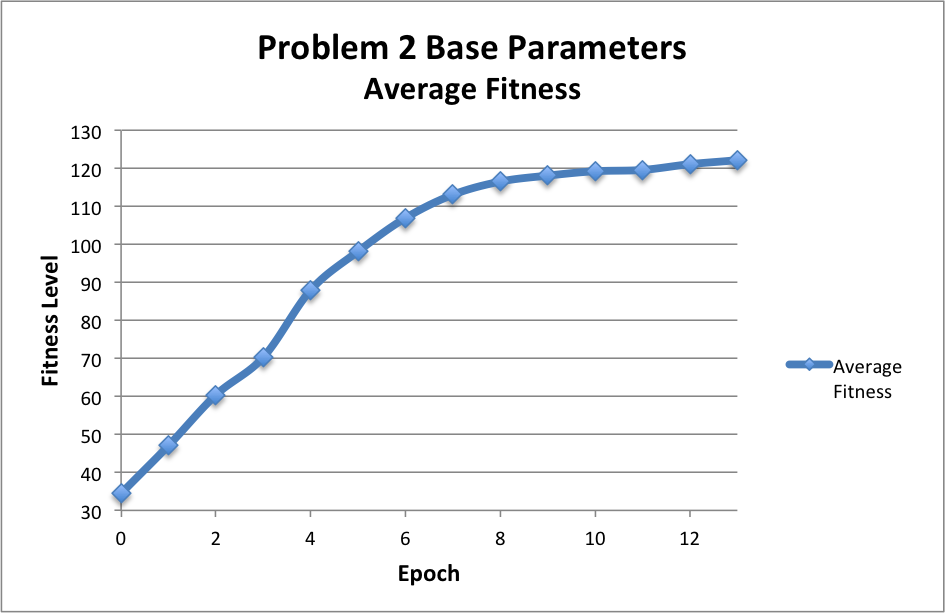 Problem 2 Base Parameters
Average Fitness
130
120
110
100
90
80
70
60
50
40
30
Fitness Level
0 2 4 6 8 10 12
Epoch
Average
Fitness